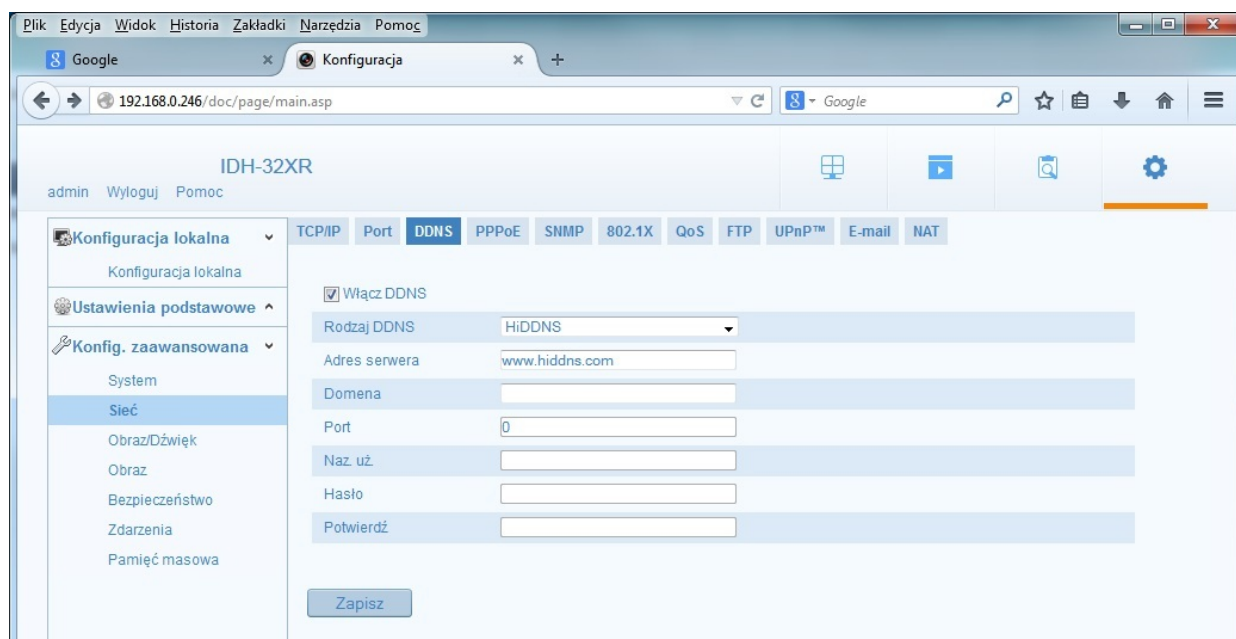 Plik Edycja Widok Historia Zakładki Narzędzia Pomoc
Google
Konfiguracja
192.168.0.246/doc/page/main.asp
Google
IDH-32XR
admin Wyloguj Pomoc
Konfiguracja lokalna
Konfiguracja lokalna
Ustawienia podstawowe
Konfig. zaawansowana
System
Sieć
Obraz/Dźwięk
Obraz
Bezpieczeństwo
Zdarzenia
Pamięć masowa
TCP/IP Port DDNS PPPoE SNMP 802.1X QoS FTP UPnP™ E-mail NAT
Włącz DDNS
Rodzaj DDNS HiDDNS
Adres serwera www.hiddns.com
Domena
Port 0
Naz. uż.
Hasło
Potwierdź
Zapisz